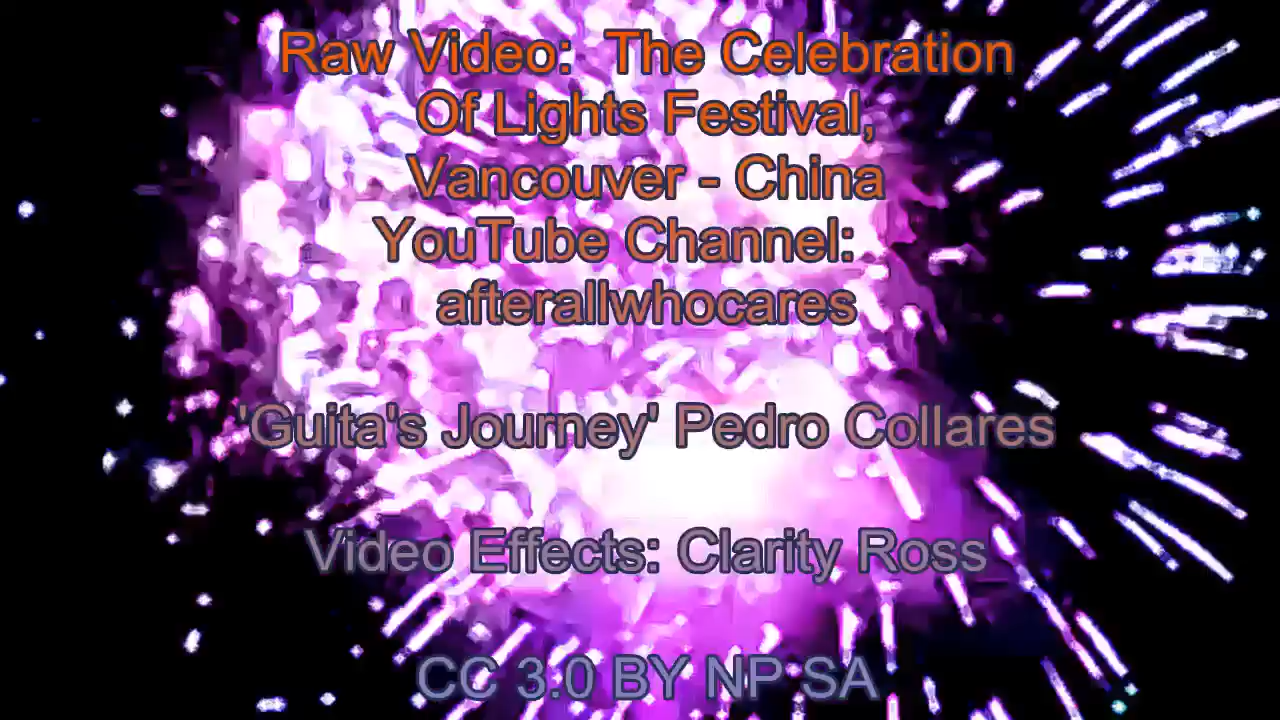 Raw Video:  The Celebration
Of Lights Festival,
Vancouver - China
YouTube Channel:
afterallwhocares
'Guita's Journey' Pedro Collares
Video Effects: Clarity Ross
CC 3.0 BY NP SA